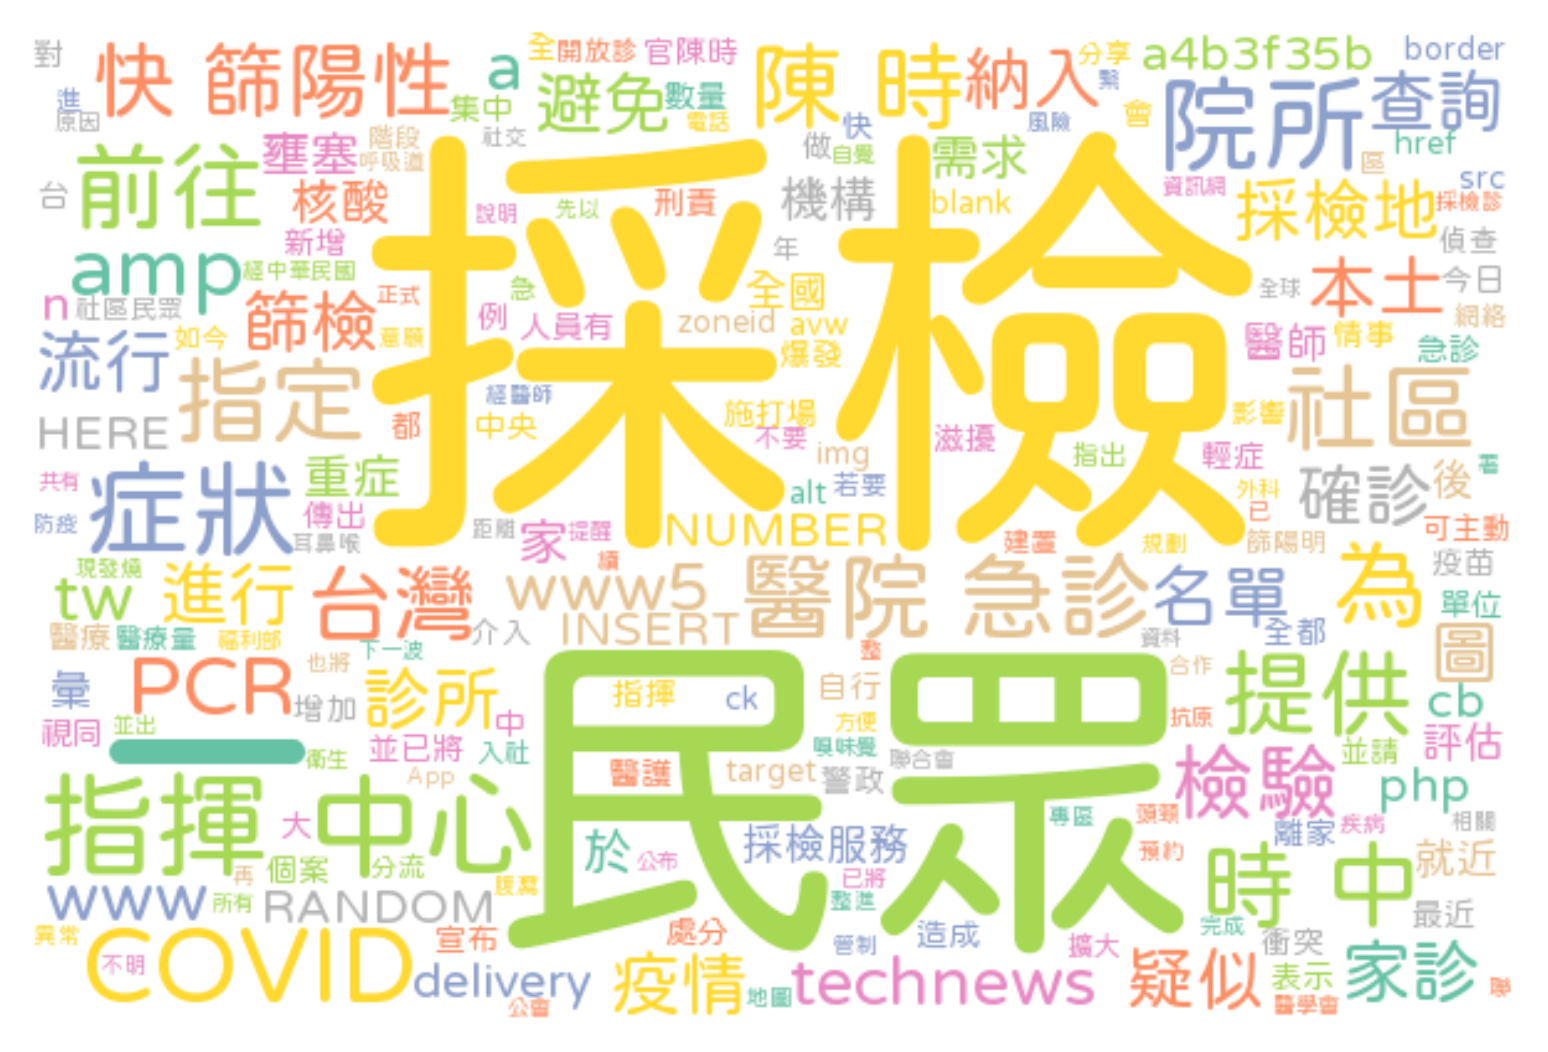 對
快 篩陽性
a
全
開放診
官陳時
陳 時
納入
分享
a4b3f35b
border
進
原因
集中
社交
避免
數量
電話
快
風險
繫
會
院所
查詢
href
前往
壅塞
階段
呼吸道
採檢
做
自覺
需求
區
src
台
核酸
說明
先以
刑責
機構
blank
資訊網
採檢地
採檢診
新增
年
偵查
amp
經中華民國
急
全國
全球
本土
今日
n
社區民眾
篩檢
正式
例
人員有
zoneid
avw
網絡
流行
如今
意願
爆發
醫師
情事
急診
指定
經醫師
HERE
都
中央
施打場
不要
img
滋擾
指出
影響
輕症
社區
共有
症狀
重症
alt
若要
外科
確診
後
署
防疫
傳出
耳鼻喉
距離
家
提醒
NUMBER
已
建置
規劃
篩陽明
可主動
現發燒
續
疫苗
tw
進行
台灣
www5
醫院 急診
名單
為
單位
醫療
醫療量
福利部
介入
INSERT
資料
全都
圖
下一波
整
彙
PCR
也將
增加
診所
民眾
指揮
ck
自行
合作
提供
cb
視同
並出
中
方便
抗原
並已將
入社
嗅味覺
聯合會
衛生
App
醫護
target
警政
檢驗
並請
評估
php
指揮 中心
大
專區
頭頸
離家
疾病
相關
於
公布
採檢服務
預約
時 中
就近
個案
分流
再
已將
www
所有
RANDOM
腹瀉
整進
最近
異常
COVID
宣布
處分
管制
造成
擴大
完成
衝突
不明
delivery
疫情
地圖
technews
疑似
表示
家診
公會
醫學會
聯